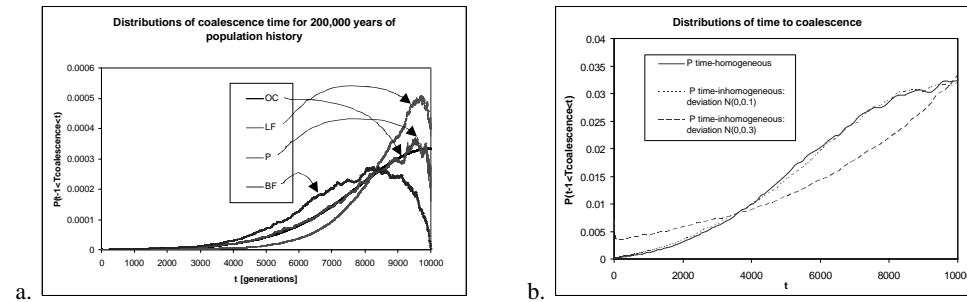 Distributions of coalescence time for 200,000 years of
population history
P(t-1<Tcoalescence<t)
0.0006
0.0005
0.0004
0.0003
0.0002
0.0001
0
OC
LF
P
BF
0 1000 2000 3000 4000 5000 6000 7000 8000 9000 10000
t [generations]
a.
Distributions of time to coalescence
P(t-1<Tcoalescence<t)
0.04
0.035
0.03
0.025
0.02
0.015
0.01
0.005
0
P time-homogeneous
P time-inhomogeneous:
deviation N(0,0.1)
P time-inhomogeneous:
deviation N(0,0.3)
0 2000 4000 6000 8000 1000
t
b.